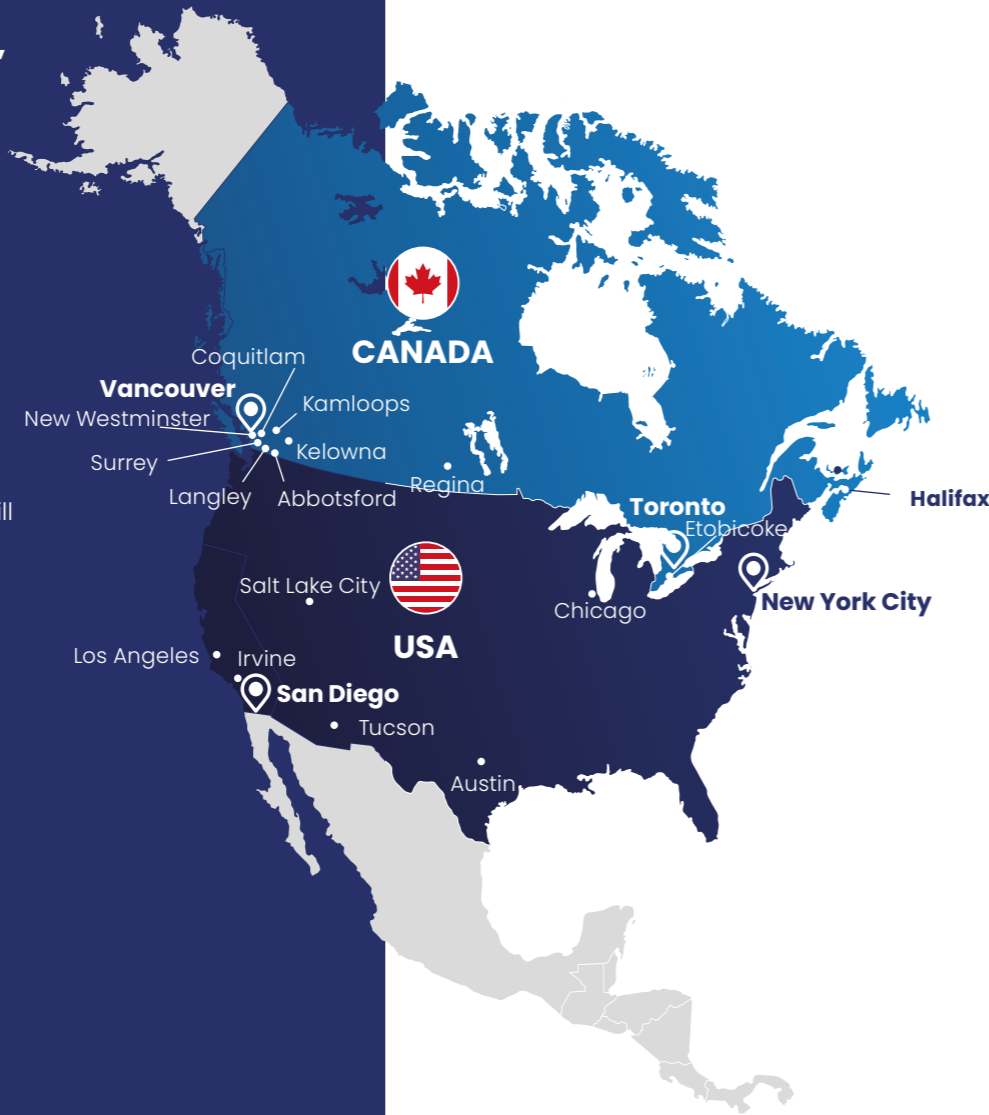 CANADA
Coquitlam
Vancouver
Kamloops
New Westminster
Kelowna
Surrey
Regina
Langley
Abbotsford
Halifax
Toronto
Etobicoke
Salt Lake City
New York City
Chicago
USA
Los Angeles
Irvine
San Diego
Tucson
Austin